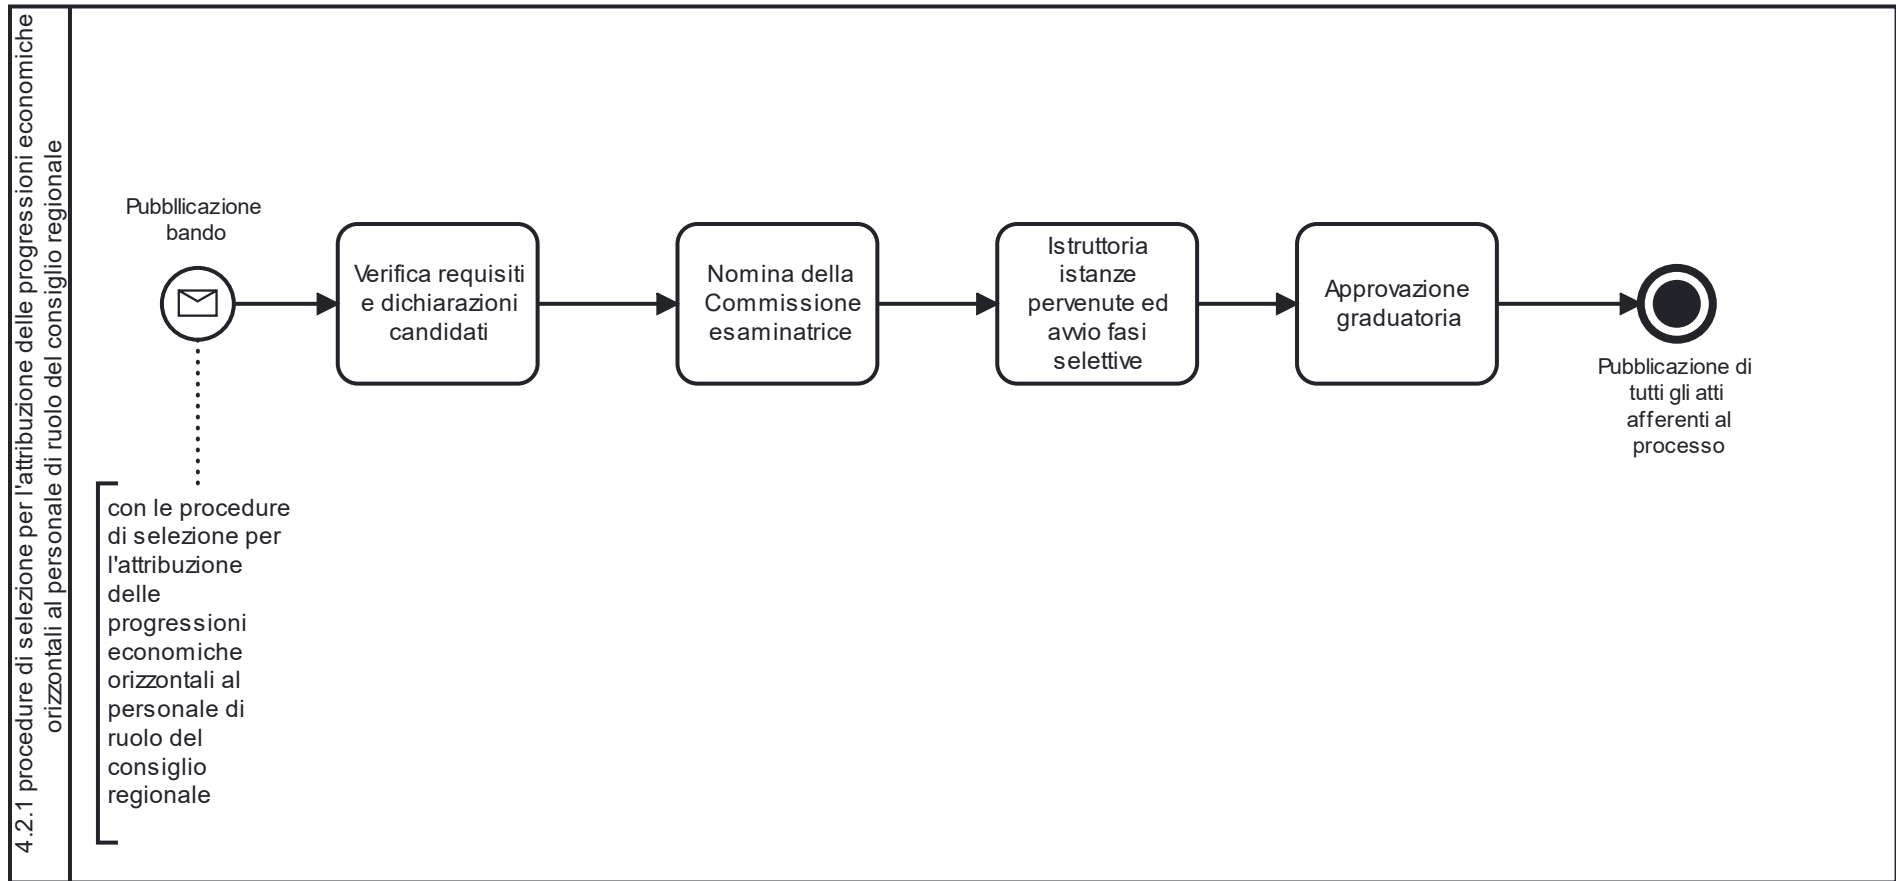 4.2.1 procedure di selezione per l'attribuzione delle progressioni economiche
orizzontali al personale di ruolo del consiglio regionale
Pubbllicazione
bando
Verifica requisiti
e dichiarazioni
candidati
Nomina della
Commissione
esaminatrice
Istruttoria
istanze
pervenute ed
avvio fasi
selettive
Approvazione
graduatoria
Pubblicazione di
tutti gli atti
afferenti al
processo
con le procedure
di selezione per
l'attribuzione
delle
progressioni
economiche
orizzontali al
personale di
ruolo del
consiglio
regionale